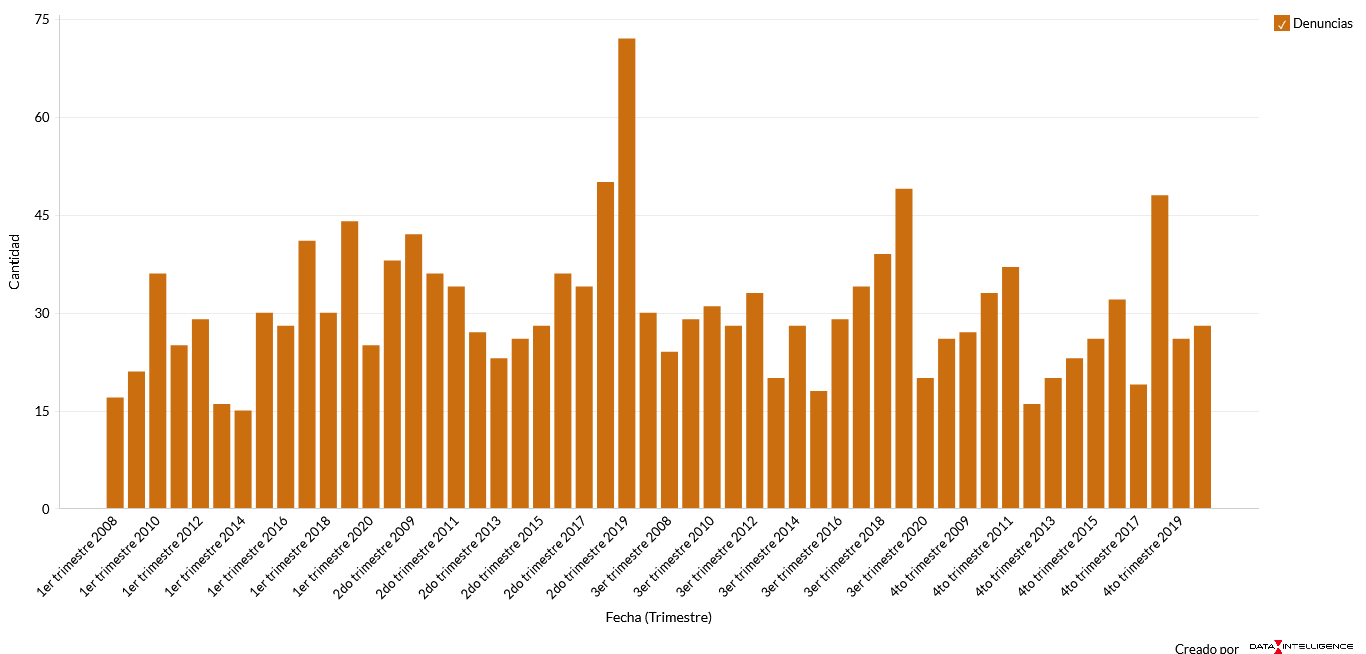 75
60
45
30
15
0
Cantidad
1er trimestre 2008
1er trimestre 2010
1er trimestre 2012
1er trimestre 2014
1er trimestre 2016
1er trimestre 2018
1er trimestre 2020
2do trimestre 2009
2do trimestre 2011
2do trimestre 2013
2do trimestre 2015
2do trimestre 2017
2do trimestre 2019
3er trimestre 2008
3er trimestre 2010
3er trimestre 2012
3er trimestre 2014
3er trimestre 2016
3er trimestre 2018
3er trimestre 2020
4to trimestre 2009
4to trimestre 2011
4to trimestre 2013
4to trimestre 2015
4to trimestre 2017
4to trimestre 2019
Fecha (Trimestre)
Denuncias
Creado por DATA INTELLIGENCE